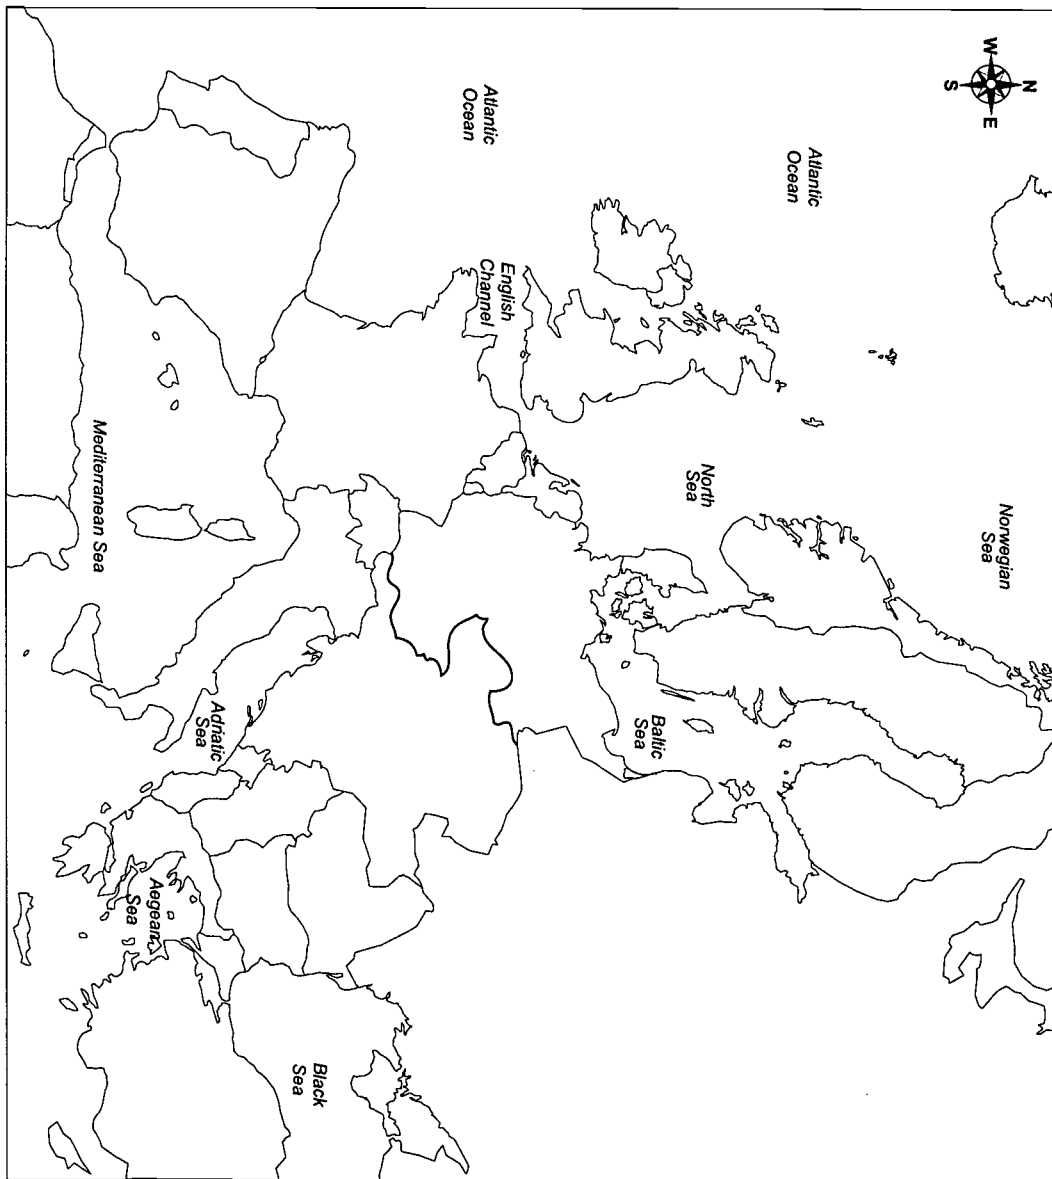 N
W
E
S
Atlantic
Ocean
Atlantic
Ocean
Norwegian
Sea
North
Sea
English
Channel
Baltic
Sea
Adriatic
Sea
Mediterranean Sea
Aegean
Sea
Black
Sea